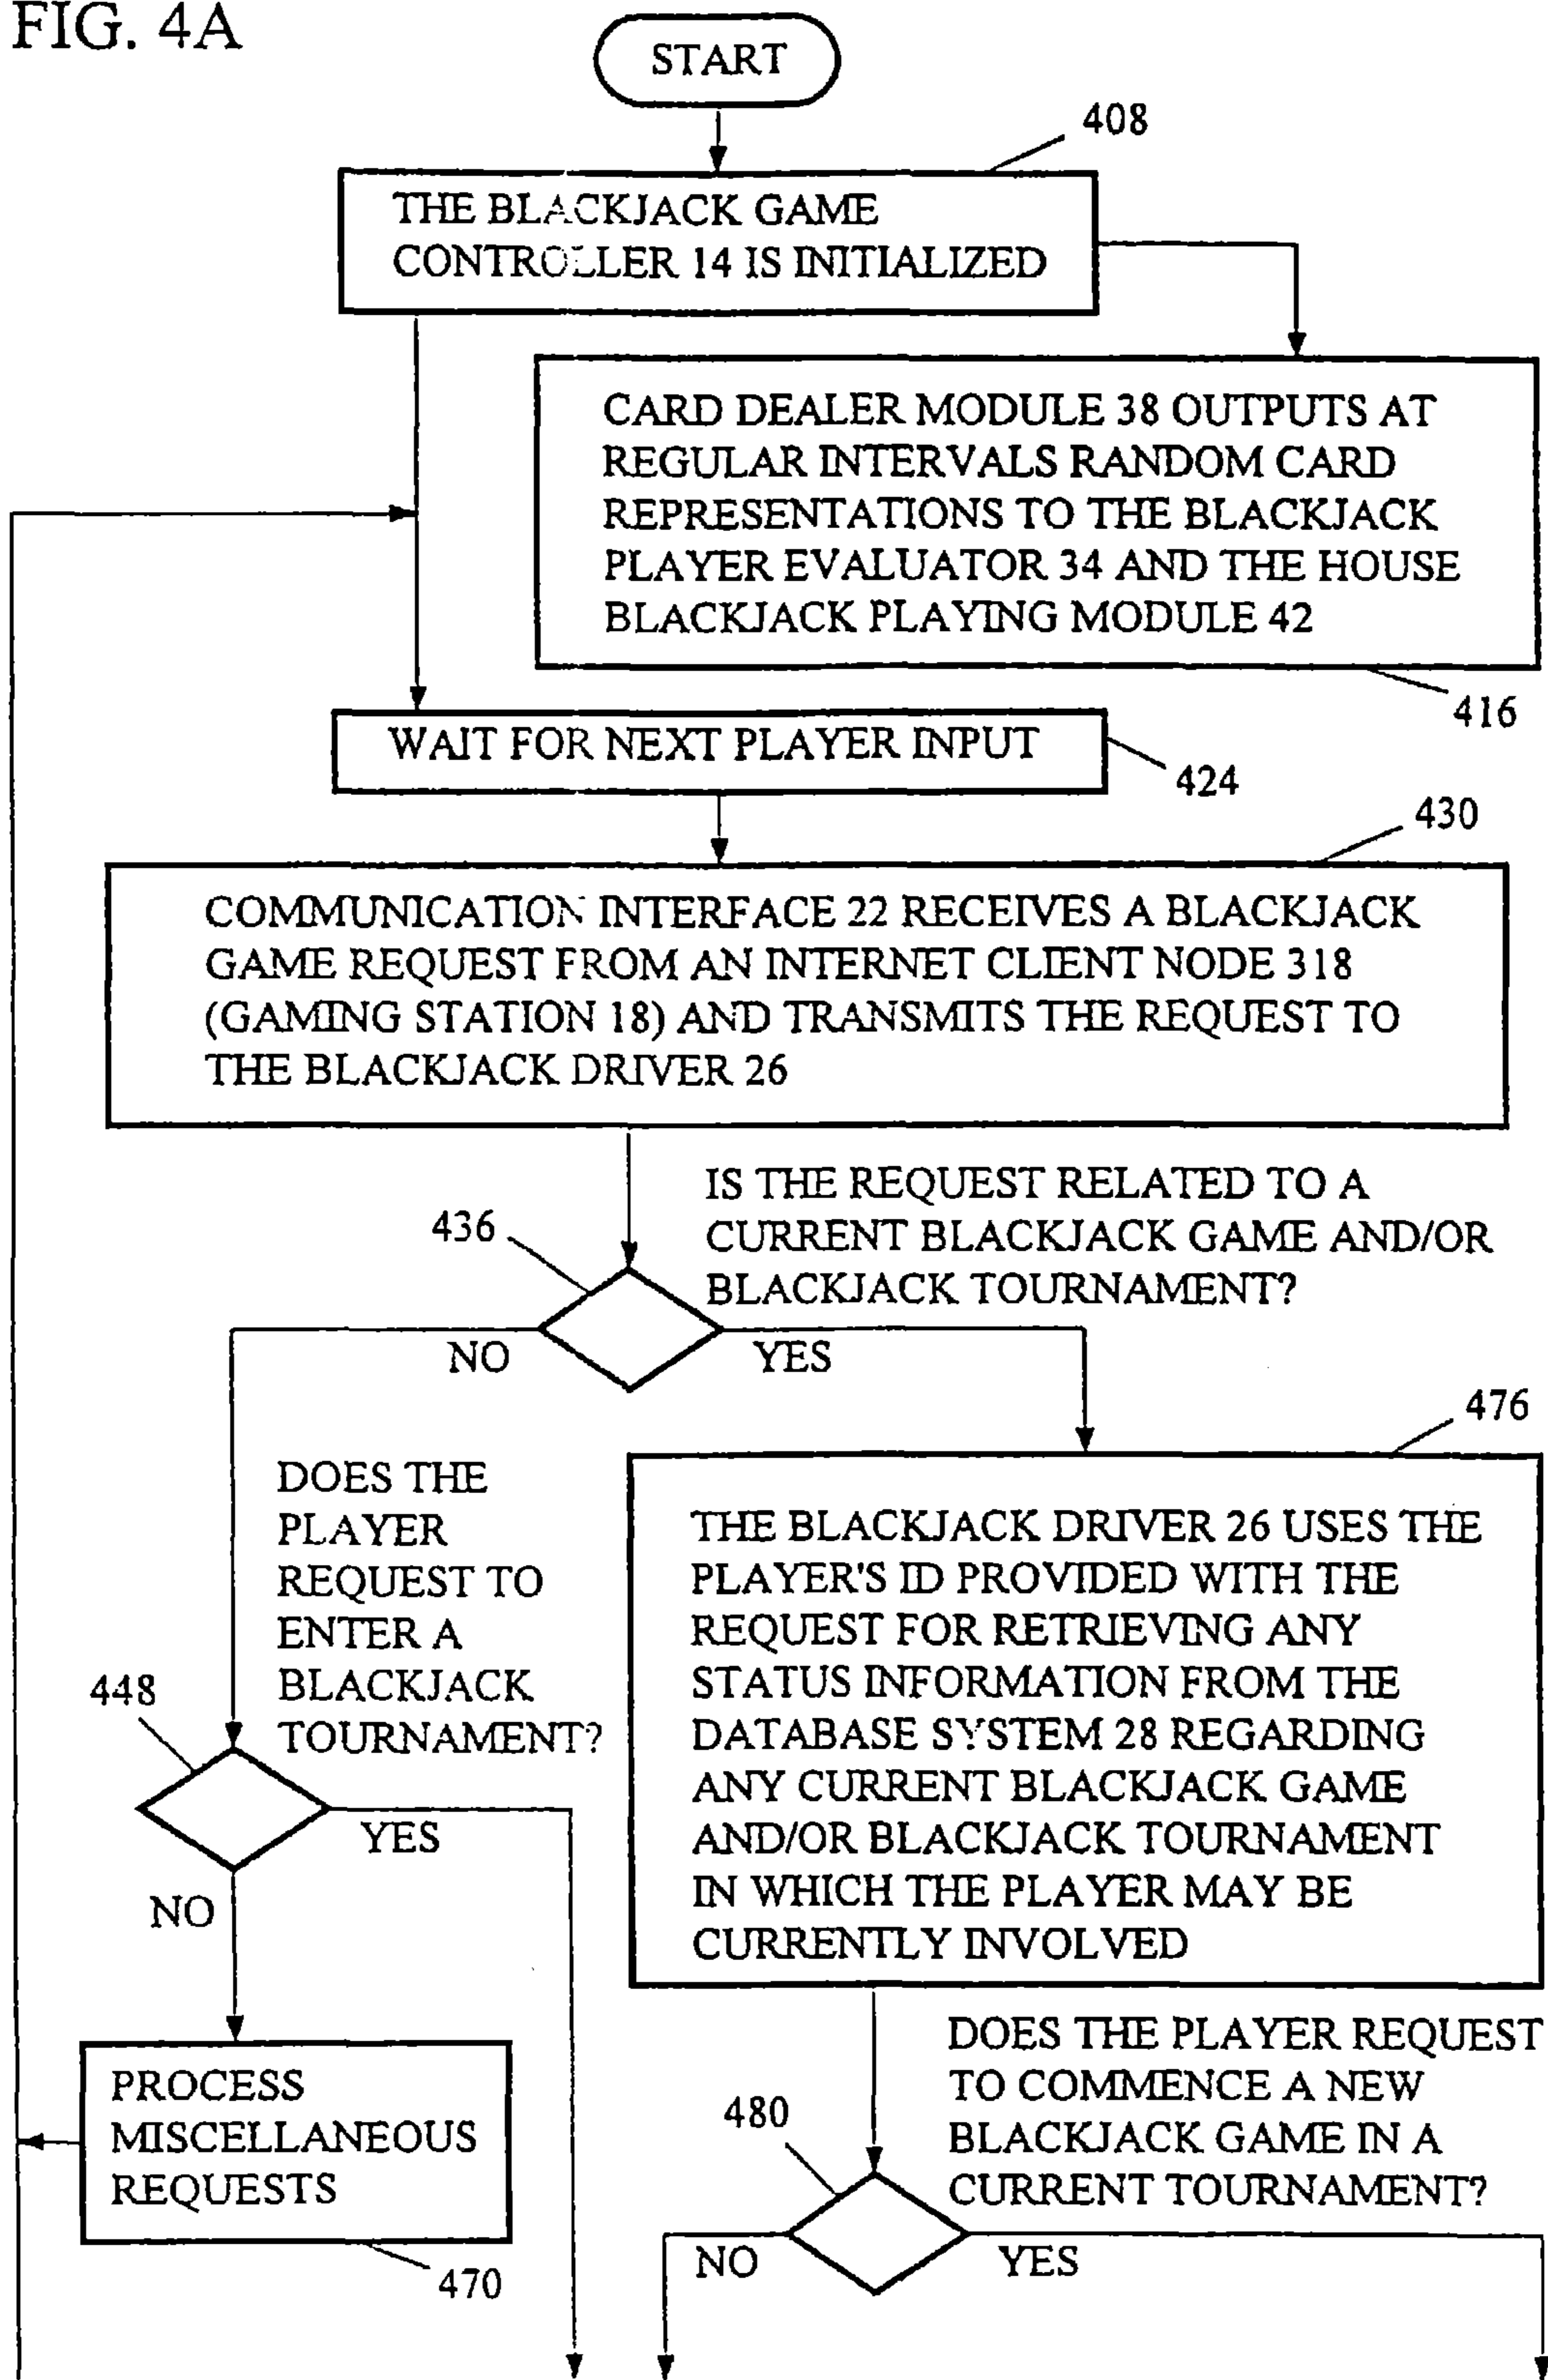 FIG. 4A
START
408
THE BLACKJACK GAME
CONTROLLER 14 IS INITIALIZED
CARD DEALER MODULE 38 OUTPUTS AT
REGULAR INTERVALS RANDOM CARD
REPRESENTATIONS TO THE BLACKJACK
PLAYER EVALUATOR 34 AND THE HOUSE
BLACKJACK PLAYING MODULE 42
416
WAIT FOR NEXT PLAYER INPUT
424
430
COMMUNICATION INTERFACE 22 RECEIVES A BLACKJACK
GAME REQUEST FROM AN INTERNET CLIENT NODE 318
(GAMING STATION 18) AND TRANSMITS THE REQUEST TO
THE BLACKJACK DRIVER 26
436
IS THE REQUEST RELATED TO A
CURRENT BLACKJACK GAME AND/OR
BLACKJACK TOURNAMENT?
NO
YES
476
DOES THE
PLAYER
REQUEST TO
ENTER A
BLACKJACK
TOURNAMENT?
448
YES
NO
THE BLACKJACK DRIVER 26 USES THE
PLAYER'S ID PROVIDED WITH THE
REQUEST FOR RETRIEVING ANY
STATUS INFORMATION FROM THE
DATABASE SYSTEM 28 REGARDING
ANY CURRENT BLACKJACK GAME
AND/OR BLACKJACK TOURNAMENT
IN WHICH THE PLAYER MAY BE
CURRENTLY INVOLVED
PROCESS
MISCELLANEOUS
REQUESTS
470
DOES THE PLAYER REQUEST
TO COMMENCE A NEW
BLACKJACK GAME IN A
CURRENT TOURNAMENT?
480
NO
YES